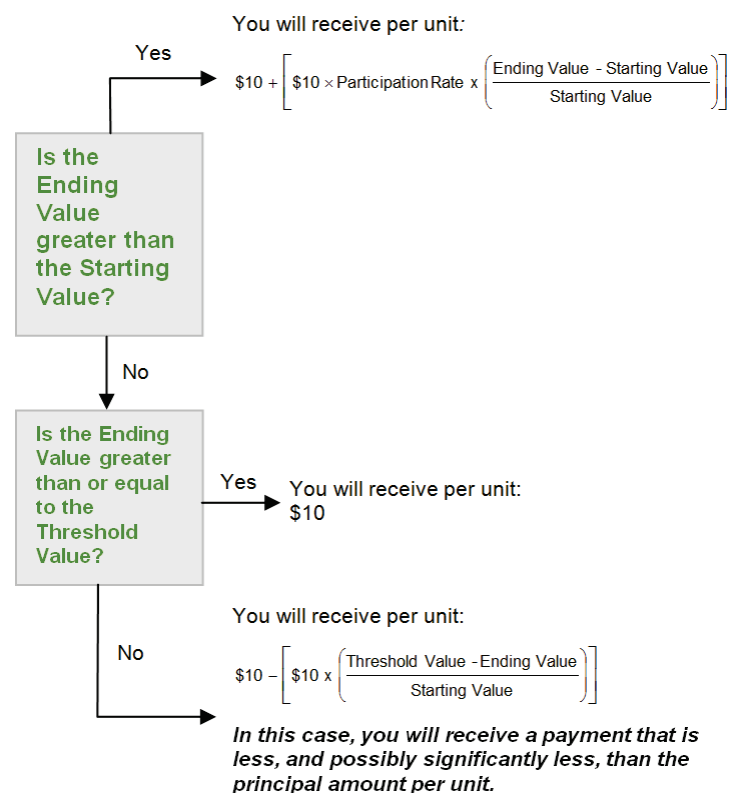 You will receive per unit:
Yes
$10 + [ $10 × Participation Rate x ( Ending Value - Starting Value
Starting Value ) ]
Is the
Ending
Value
greater than
the Starting
Value?
No
Is the Ending
Value greater
than or equal
to the
Threshold
Value?
Yes
You will receive per unit:
$10
You will receive per unit:
No
$10 – [ $10 x ( Threshold Value - Ending Value
Starting Value ) ]
In this case, you will receive a payment that is
less, and possibly significantly less, than the
principal amount per unit.